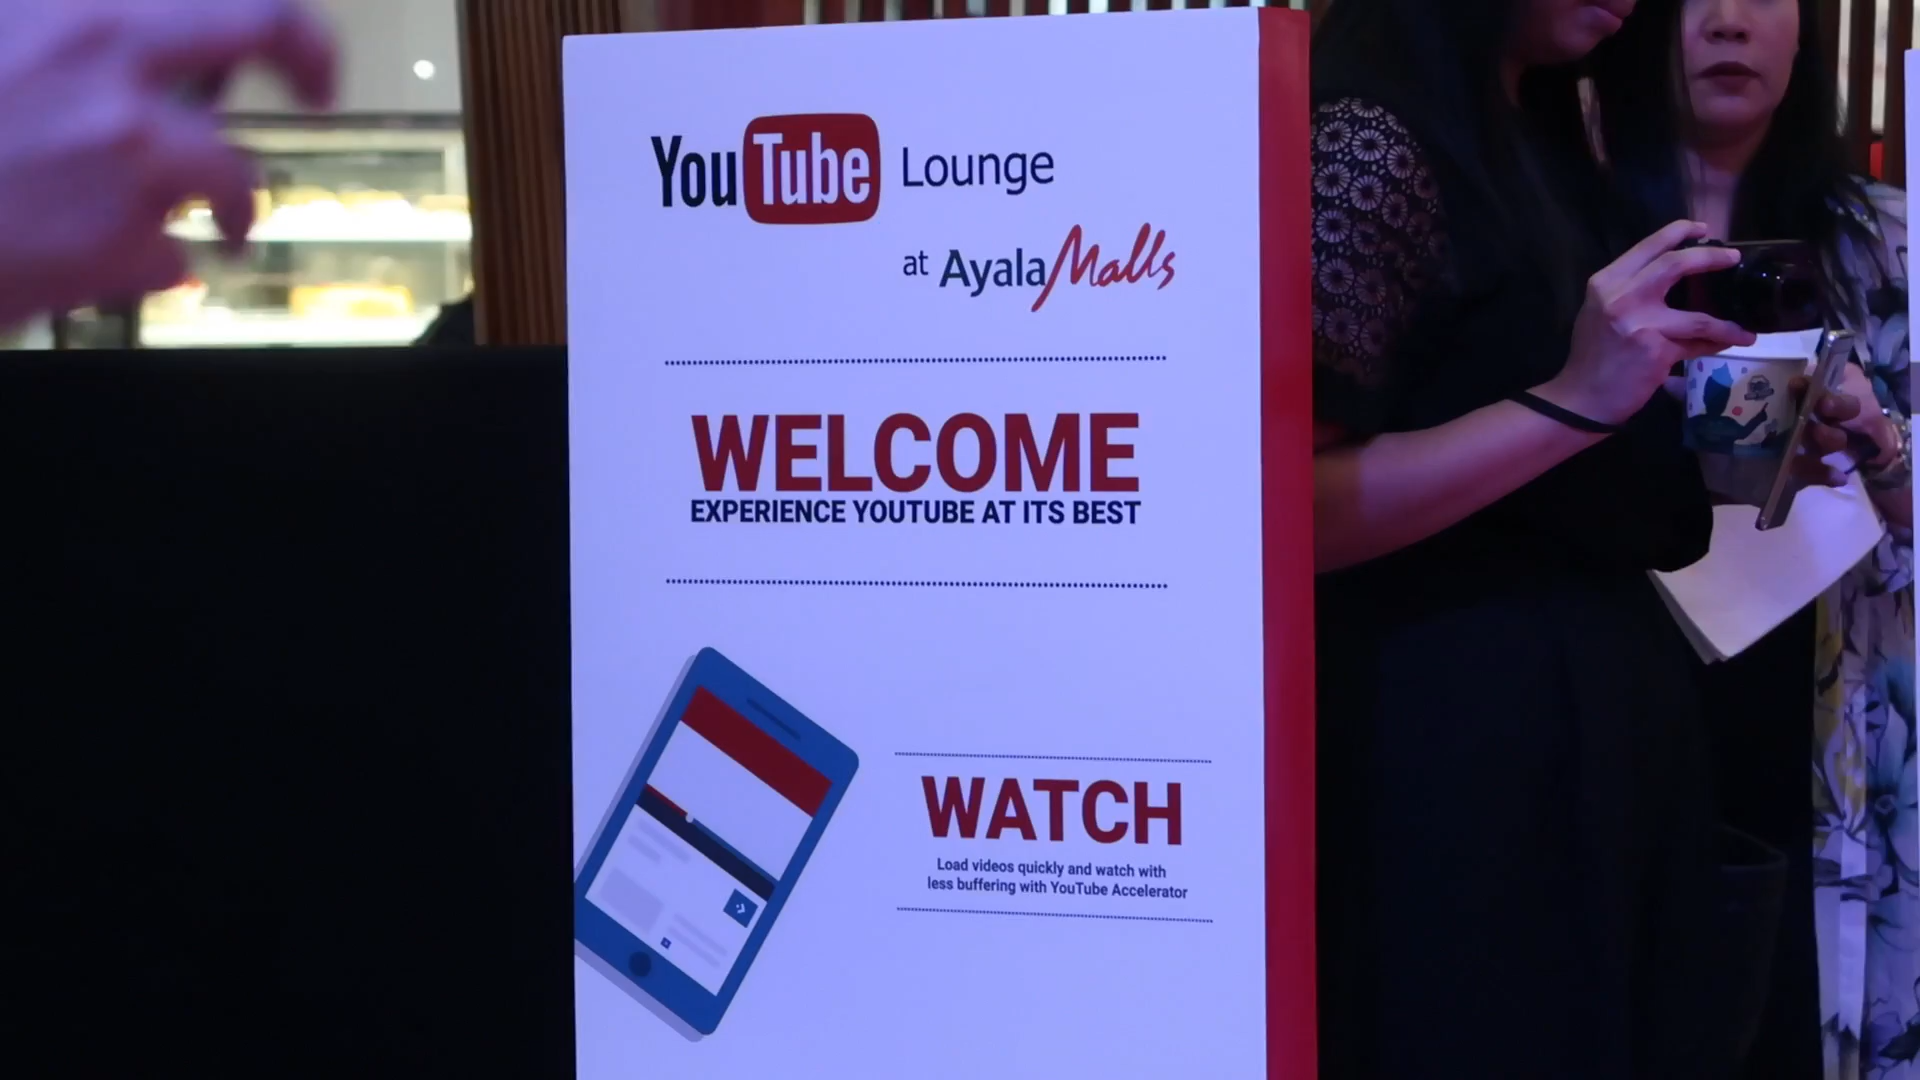 YouTube Lounge
at Ayala Malls
WELCOME
EXPERIENCE YOUTUBE AT ITS BEST
WATCH
Load videos quickly and watch with
less buffering with YouTube Accelerator